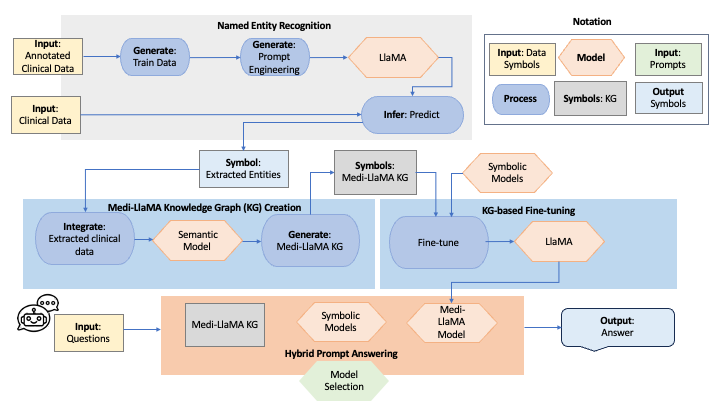 Named Entity Recognition
Input:
Annotated
Clinical Data
Generate:
Train Data
Generate:
Prompt
Engineering
LlaMA
Input:
Clinical Data
Infer: Predict
Notation
Input: Data
Symbols
Model
Input:
Prompts
Process
Symbols: KG
Output
Symbols
Symbol:
Extracted Entities
Symbols:
Medi-LlaMA KG
Symbolic
Models
Medi-LlaMA Knowledge Graph (KG) Creation
Integrate:
Extracted clinical
data
Semantic
Model
Generate:
Medi-LlaMA KG
KG-based Fine-tuning
Fine-tune
LlaMA
Input:
Questions
Medi-LlaMA KG
Symbolic
Models
Medi-
LlaMA
Model
Hybrid Prompt Answering
Model
Selection
Output:
Answer